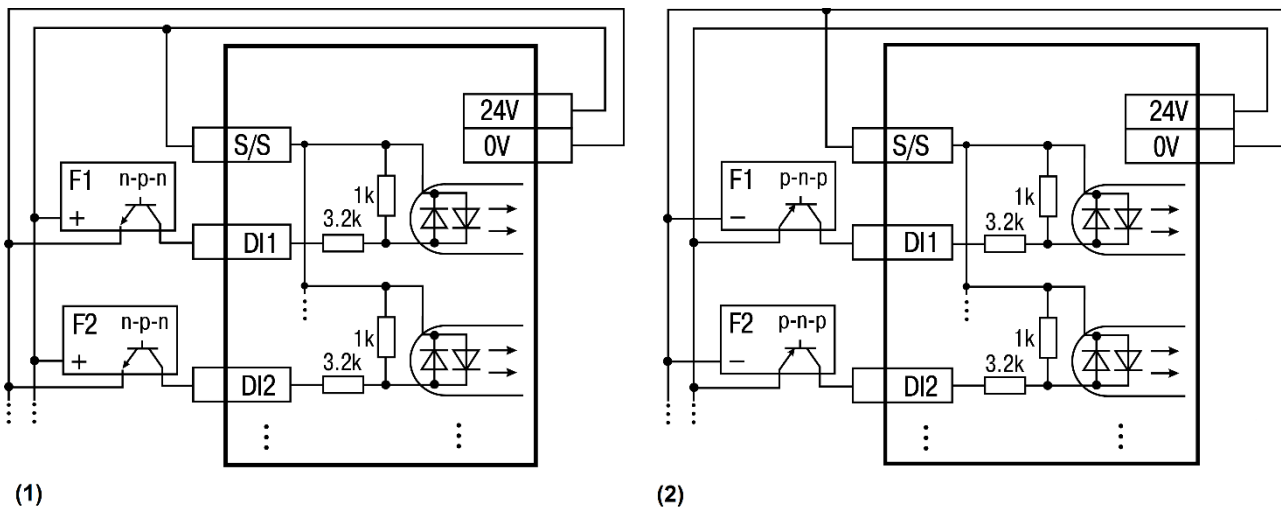 24V
0V
S/S
F1 n-p-n
+
1k
3.2k
DI1
F2 n-p-n
+
1k
3.2k
DI2
(1)
24V
0V
S/S
F1 p-n-p
−
1k
3.2k
DI1
F2 p-n-p
−
1k
3.2k
DI2
(2)